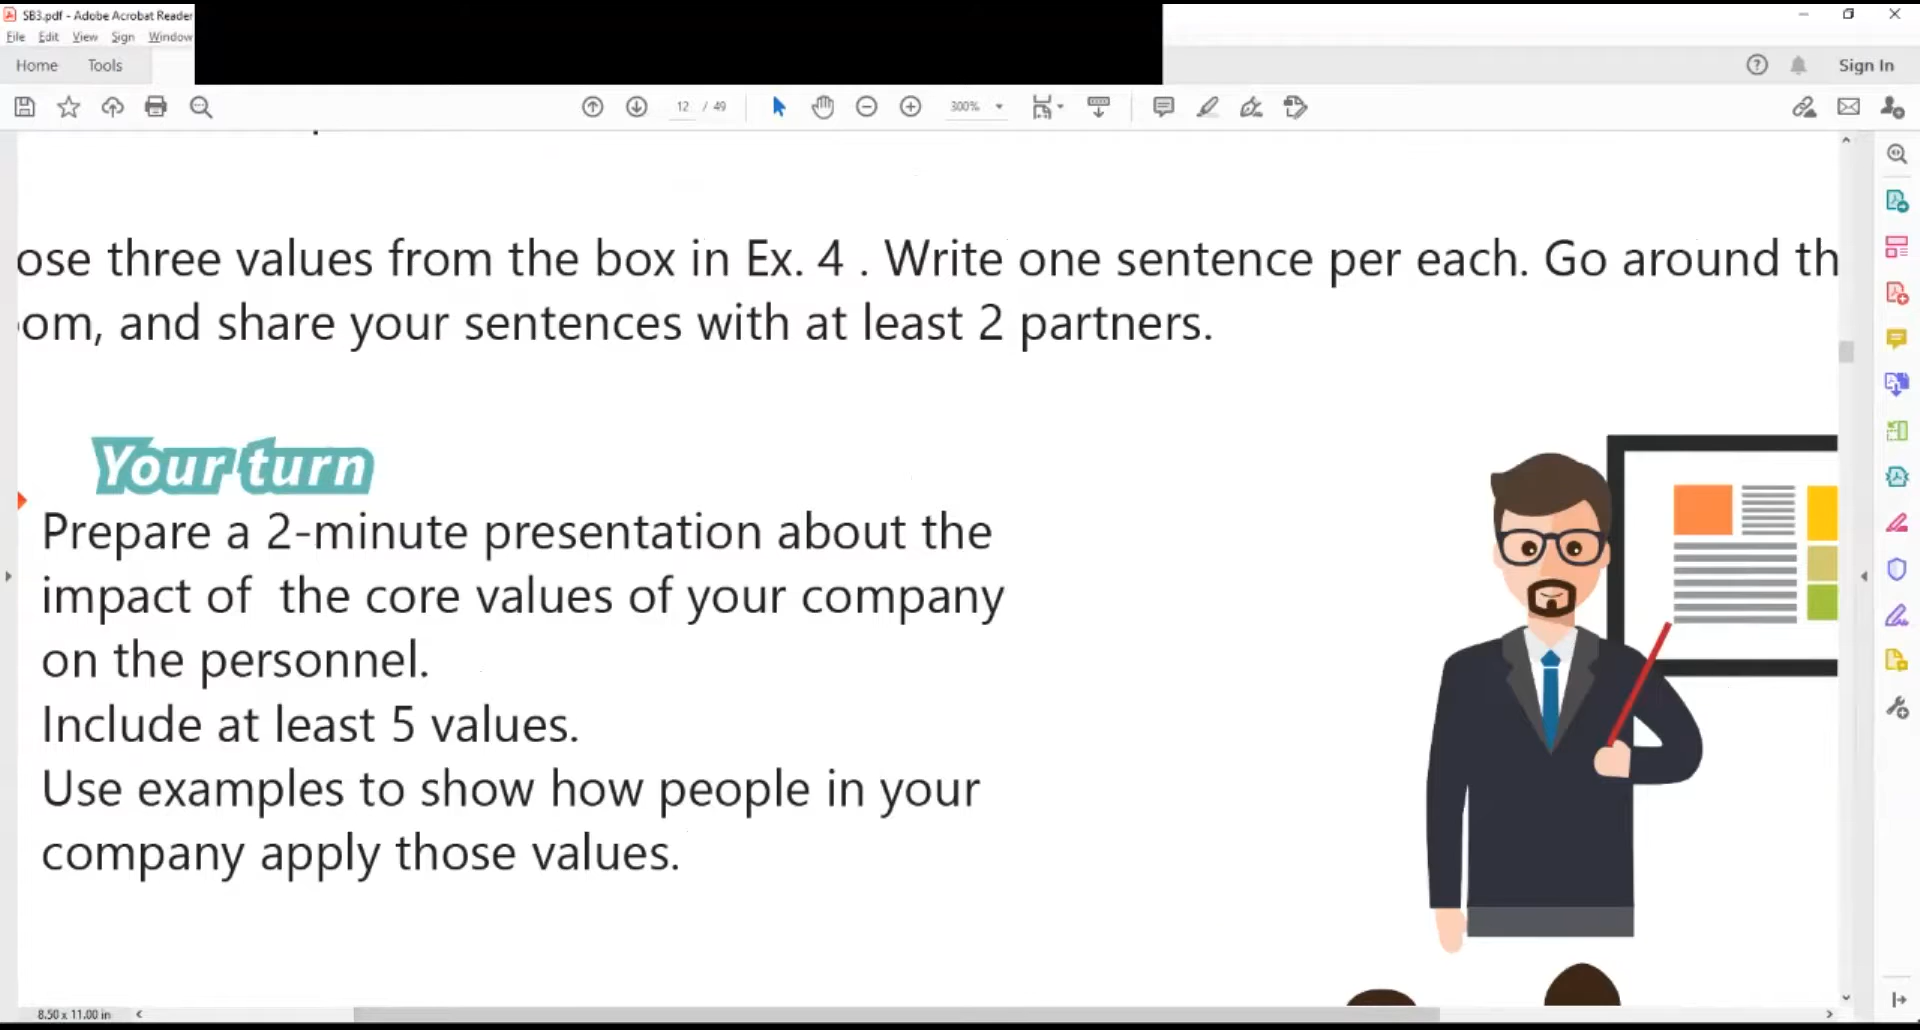 SB3.pdf - Adobe Acrobat Reader
File Edit View Sign Window
Home Tools
Sign In
12 / 49
300%
ose three values from the box in Ex. 4 . Write one sentence per each. Go around th
om, and share your sentences with at least 2 partners.
Your turn
Prepare a 2-minute presentation about the
impact of the core values of your company
on the personnel.
Include at least 5 values.
Use examples to show how people in your
company apply those values.
8.50 x 11.00 in